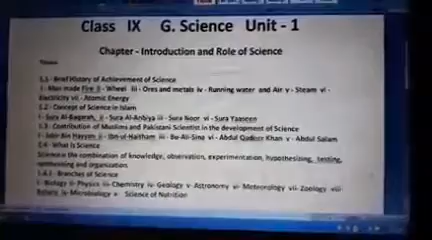 Class IX G. Science Unit - 1
Chapter - Introduction and Role of Science
1.1 - Brief History of Achievement of Science
i - Man made Fire ii - Wheel iii - Ores and metals iv - Running water and Air v - Steam vi -
Electricity vii - Atomic Energy
1.2 - Concept of Science in Islam
i - Sura Al-Baqarah, ii - Sura Al-Anbiya iii - Sura Noor vi - Sura Yaaseen
1.3 - Contribution of Muslims and Pakistani Scientist in the development of Science
i - Jabir Bin Hayyan ii - Ibn-ul-Haitham iii - Bu-Ali-Sina vi - Abdul Qadeer Khan v - Abdul Salam
1.4 - What is Science
Science is the combination of knowledge, observation, experimentation, hypothesizing, testing,
and organization.
1.4.1 - Branches of Science
i - Biology ii- Physics iii- Chemistry iv- Geology v- Astronomy vi- Meteorology vii- Zoology viii-
Botany ix- Microbiology x- Science of Nutrition